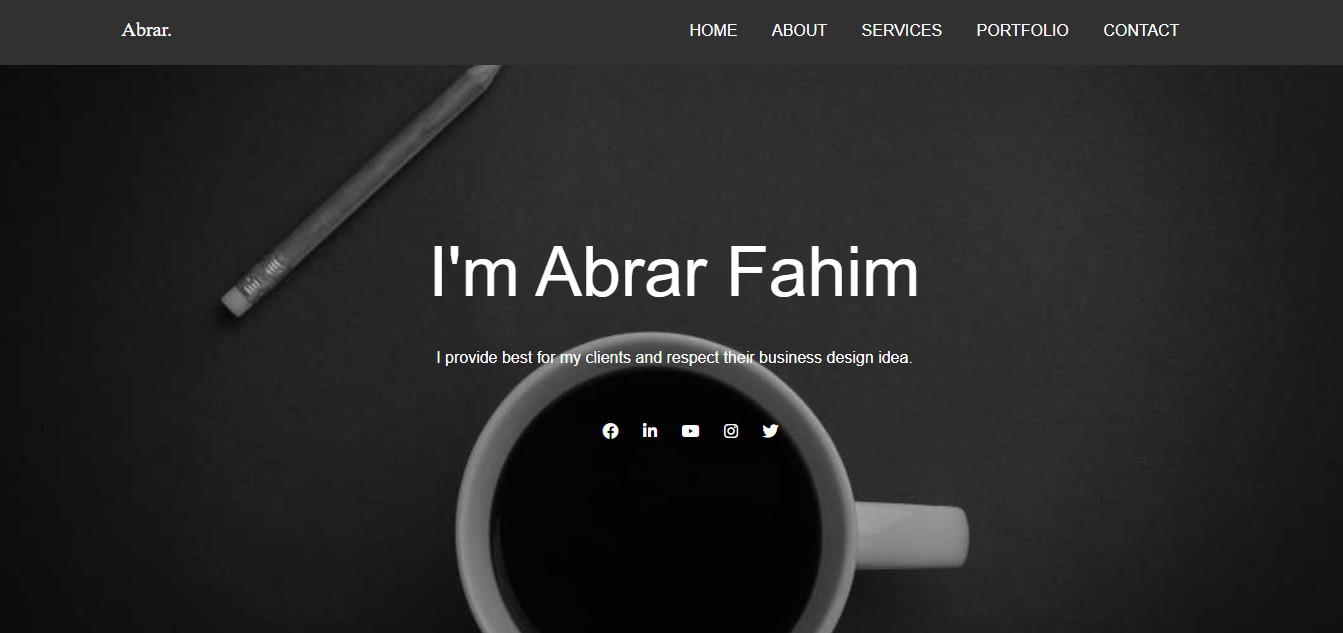 Abrar.
HOME ABOUT SERVICES PORTFOLIO CONTACT
I'm Abrar Fahim
I provide best for my clients and respect their business design idea.